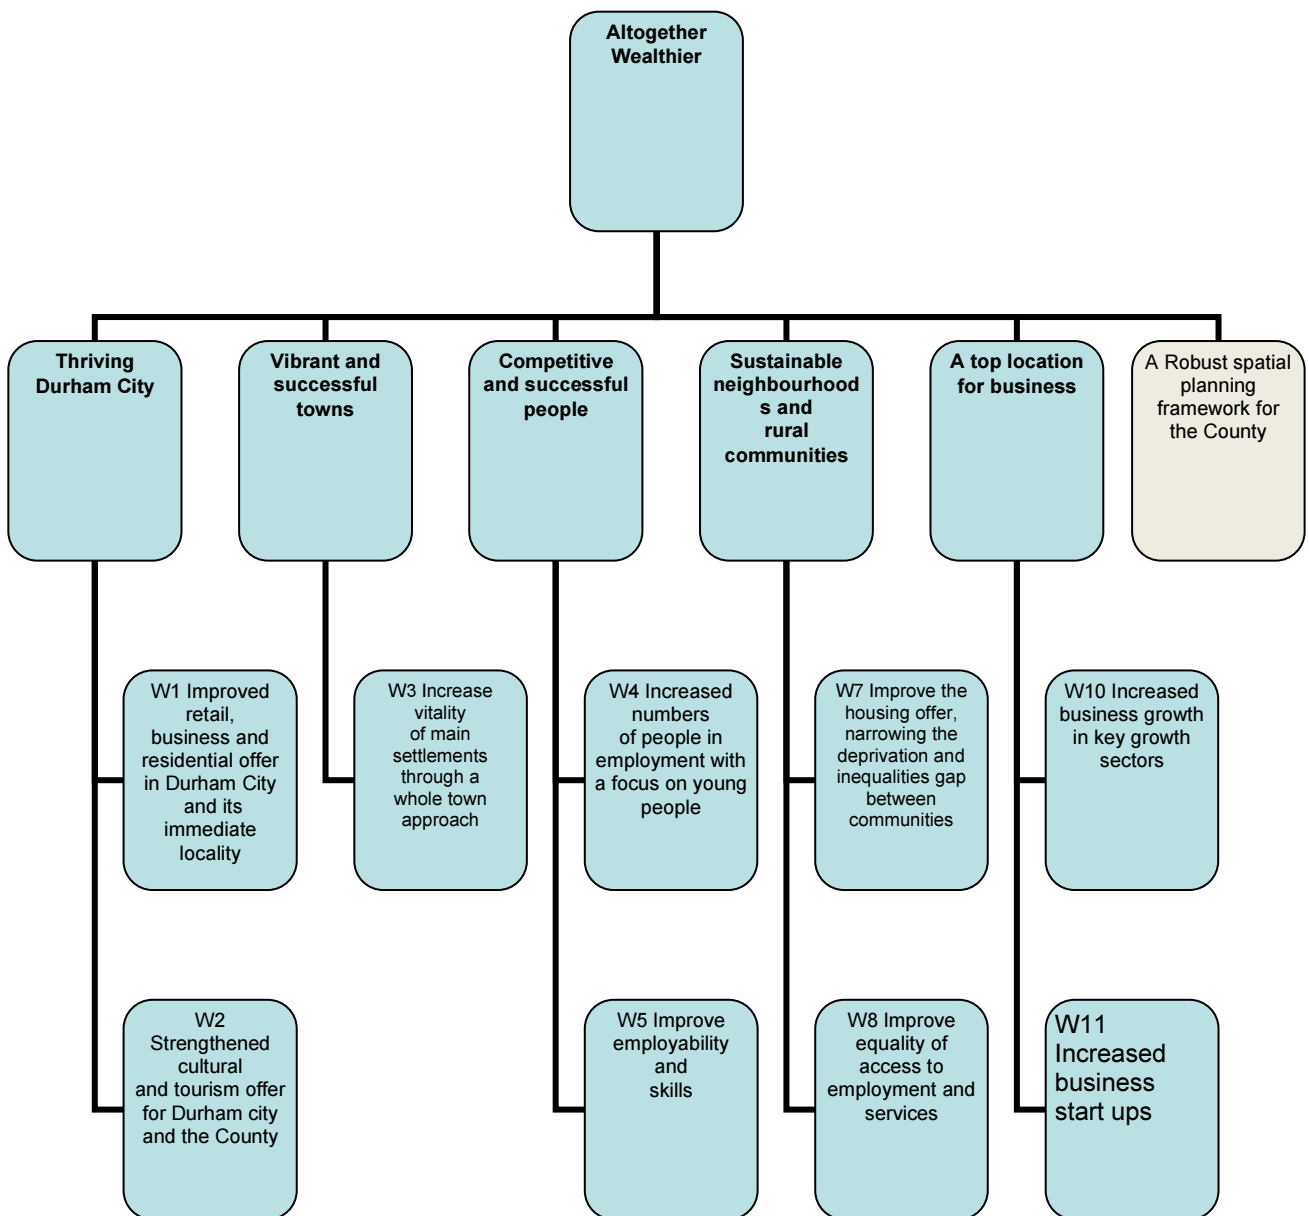 Altogether
Wealthier
Thriving
Durham City
Vibrant and
successful
towns
Competitive
and successful
people
Sustainable
neighbourhood
s and
rural
communities
A top location
for business
A Robust spatial
planning
framework for
the County
W1 Improved
retail,
business and
residential offer
in Durham City
and its
immediate
locality
W3 Increase
vitality
of main
settlements
through a
whole town
approach
W4 Increased
numbers
of people in
employment with
a focus on young
people
W7 Improve the
housing offer,
narrowing the
deprivation and
inequalities gap
between
communities
W10 Increased
business growth
in key growth
sectors
W2
Strengthened
cultural
and tourism offer
for Durham city
and the County
W5 Improve
employability
and
skills
W8 Improve
equality of
access to
employment and
services
W11
Increased
business
start ups